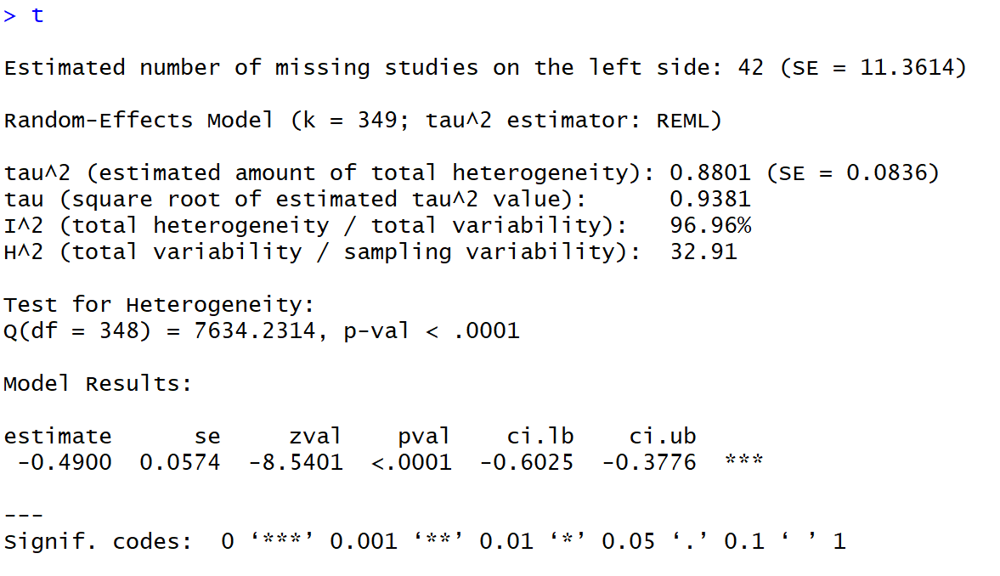 > t
Estimated number of missing studies on the left side: 42 (SE = 11.3614)
Random-Effects Model (k = 349; tau^2 estimator: REML)
tau^2 (estimated amount of total heterogeneity): 0.8801 (SE = 0.0836)
tau (square root of estimated tau^2 value):      0.9381
I^2 (total heterogeneity / total variability):   96.96%
H^2 (total variability / sampling variability):  32.91
Test for Heterogeneity:
Q(df = 348) = 7634.2314, p-val < .0001
Model Results:
estimate      se     zval    pval    ci.lb    ci.ub
 -0.4900  0.0574  -8.5401  <.0001  -0.6025  -0.3776  ***
---
Signif. codes:  0 ‘***’ 0.001 ‘**’ 0.01 ‘*’ 0.05 ‘.’ 0.1 ‘ ’ 1